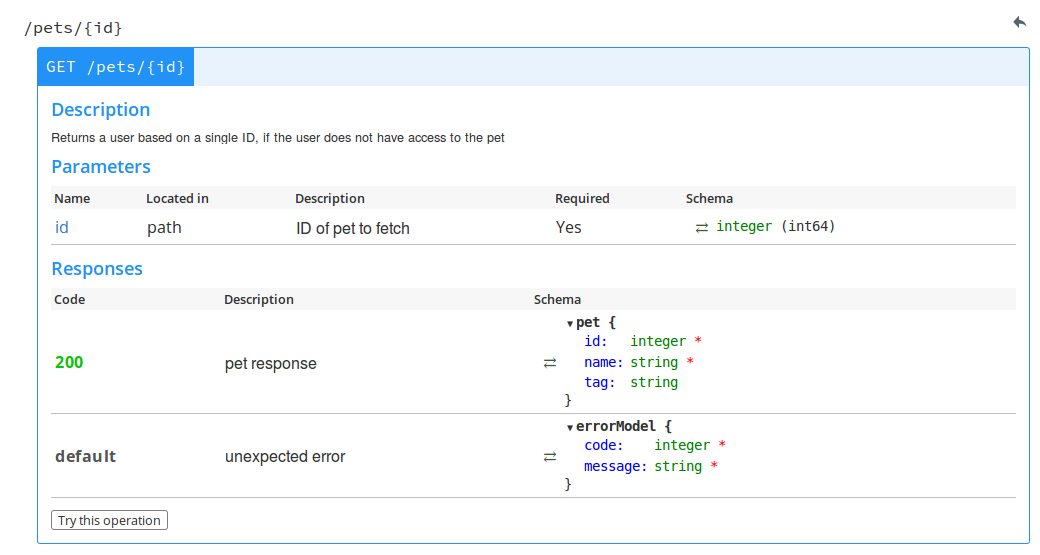 /pets/{id}
GET /pets/{id}
Description
Returns a user based on a single ID, if the user does not have access to the pet
Parameters
Name Located in Description Required Schema
id path ID of pet to fetch Yes ⇄ integer (int64)
Responses
Code Description Schema
200 pet response ⇄ ▼pet {
id: integer *
name: string *
tag: string
}
default unexpected error ⇄ ▼errorModel {
code: integer *
message: string *
}
Try this operation